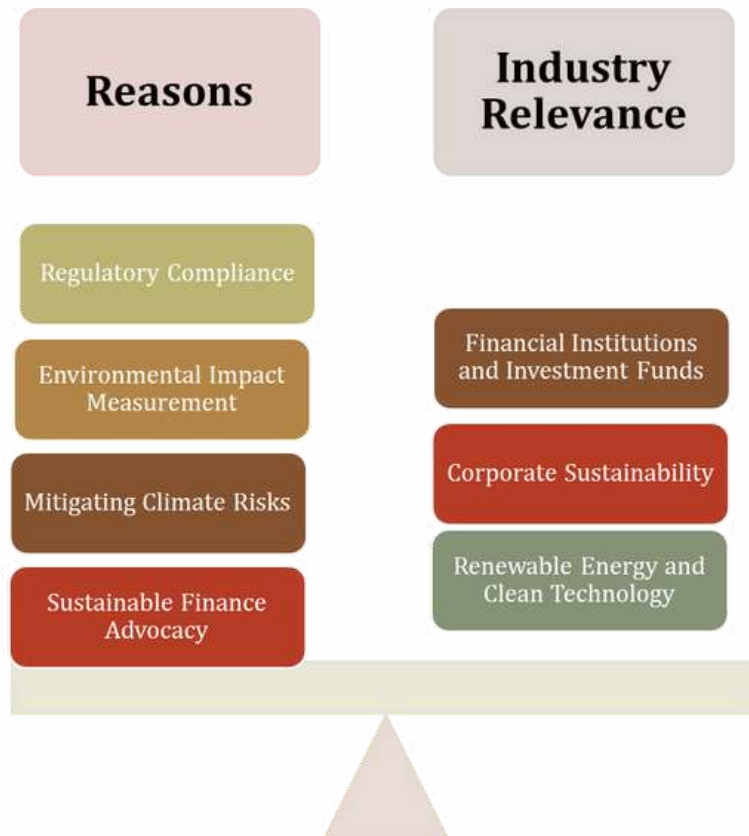 Reasons
Regulatory Compliance
Environmental Impact
Measurement
Mitigating Climate Risks
Sustainable Finance
Advocacy
Industry
Relevance
Financial Institutions
and Investment Funds
Corporate Sustainability
Renewable Energy and
Clean Technology